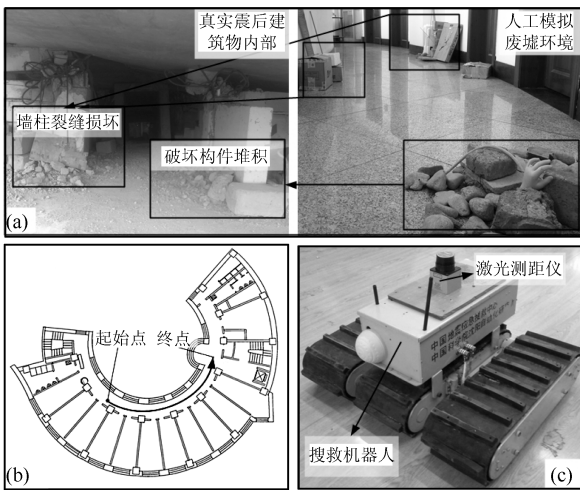 真实震后建
筑物内部
人工模拟
废墟环境
墙柱裂缝损坏
破坏构件堆积
(a)
起始点 终点
(b)
激光测距仪
搜救机器人
(c)